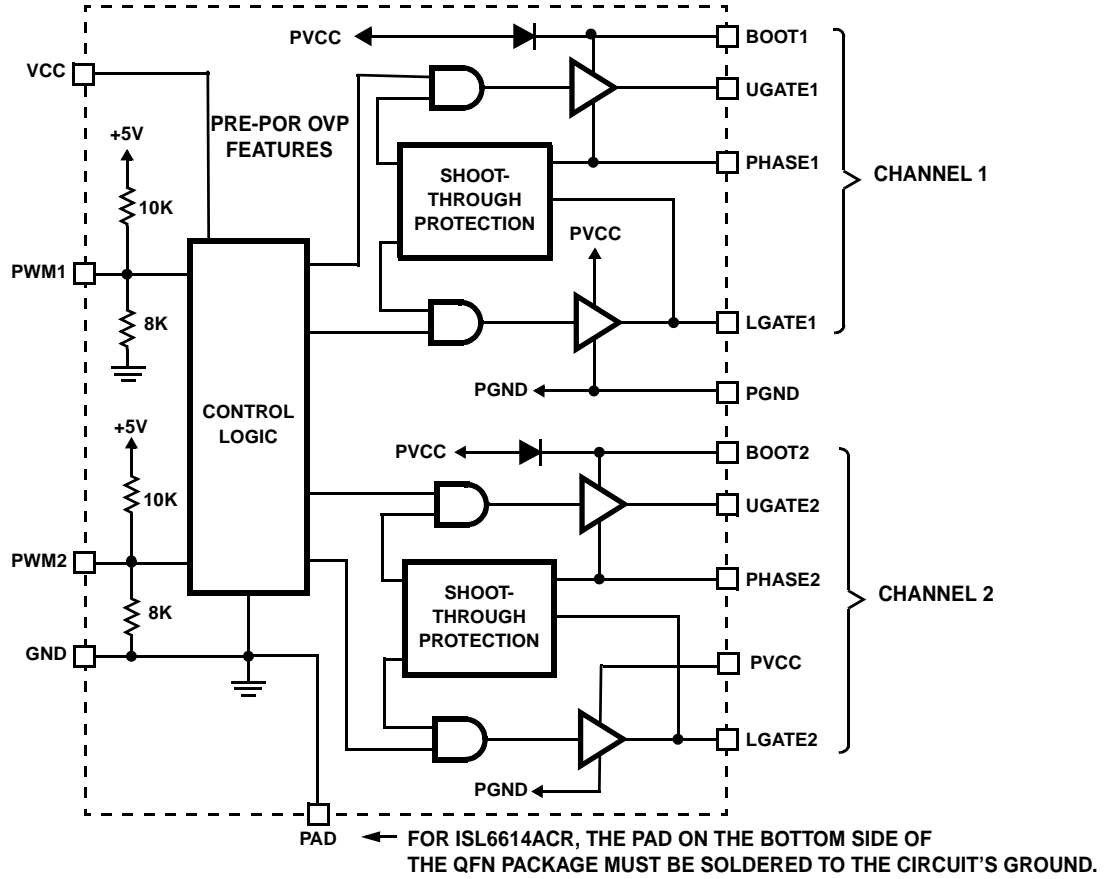 PVCC
BOOT1
VCC
UGATE1
+5V
PRE-POR OVP
FEATURES
10K
SHOOT-
THROUGH
PROTECTION
PHASE1
CHANNEL 1
PVCC
PWM1
8K
LGATE1
PGND
PGND
CONTROL
LOGIC
+5V
PVCC
BOOT2
10K
UGATE2
PWM2
8K
SHOOT-
THROUGH
PROTECTION
PHASE2
CHANNEL 2
GND
PVCC
LGATE2
PGND
PAD
FOR ISL6614ACR, THE PAD ON THE BOTTOM SIDE OF
THE QFN PACKAGE MUST BE SOLDERED TO THE CIRCUIT'S GROUND.